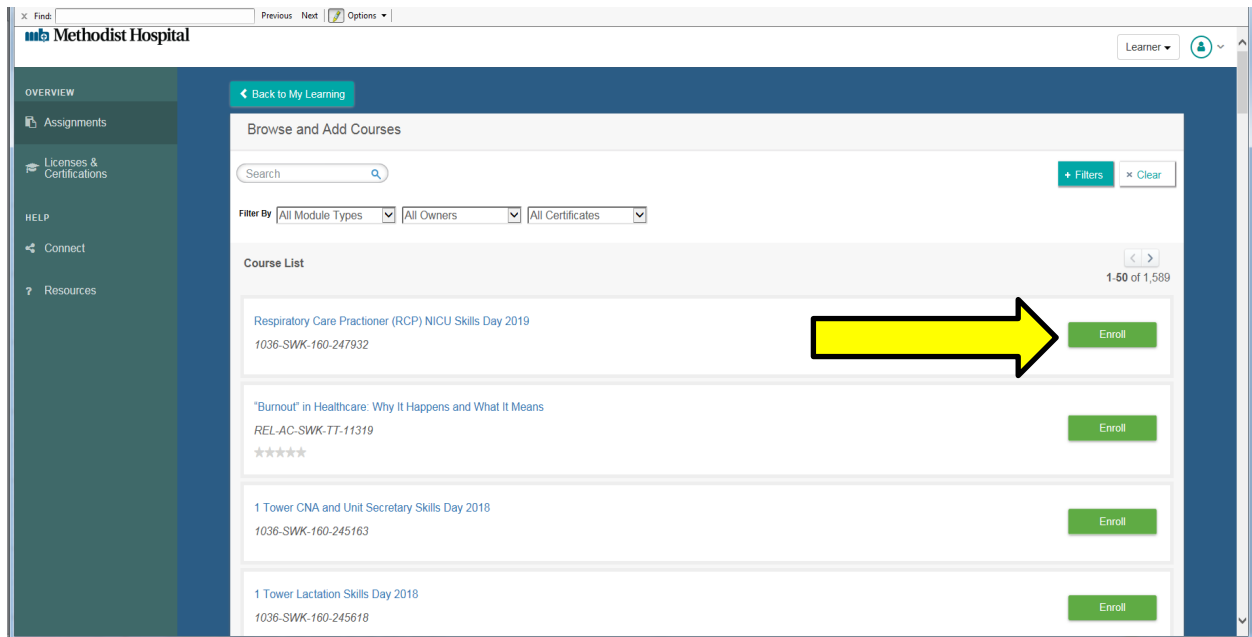 x Find: Previous Next Options
Methodist Hospital
Learner
OVERVIEW
Assignments
Licenses &
Certifications
HELP
Connect
? Resources
Back to My Learning
Browse and Add Courses
Search
+ Filters × Clear
Filter By All Module Types All Owners All Certificates
Course List
1-50 of 1,589
Respiratory Care Practioner (RCP) NICU Skills Day 2019
1036-SWK-160-247932
Enroll
"Burnout" in Healthcare: Why It Happens and What It Means
REL-AC-SWK-TT-11319
Enroll
1 Tower CNA and Unit Secretary Skills Day 2018
1036-SWK-160-245163
Enroll
1 Tower Lactation Skills Day 2018
1036-SWK-160-245618
Enroll